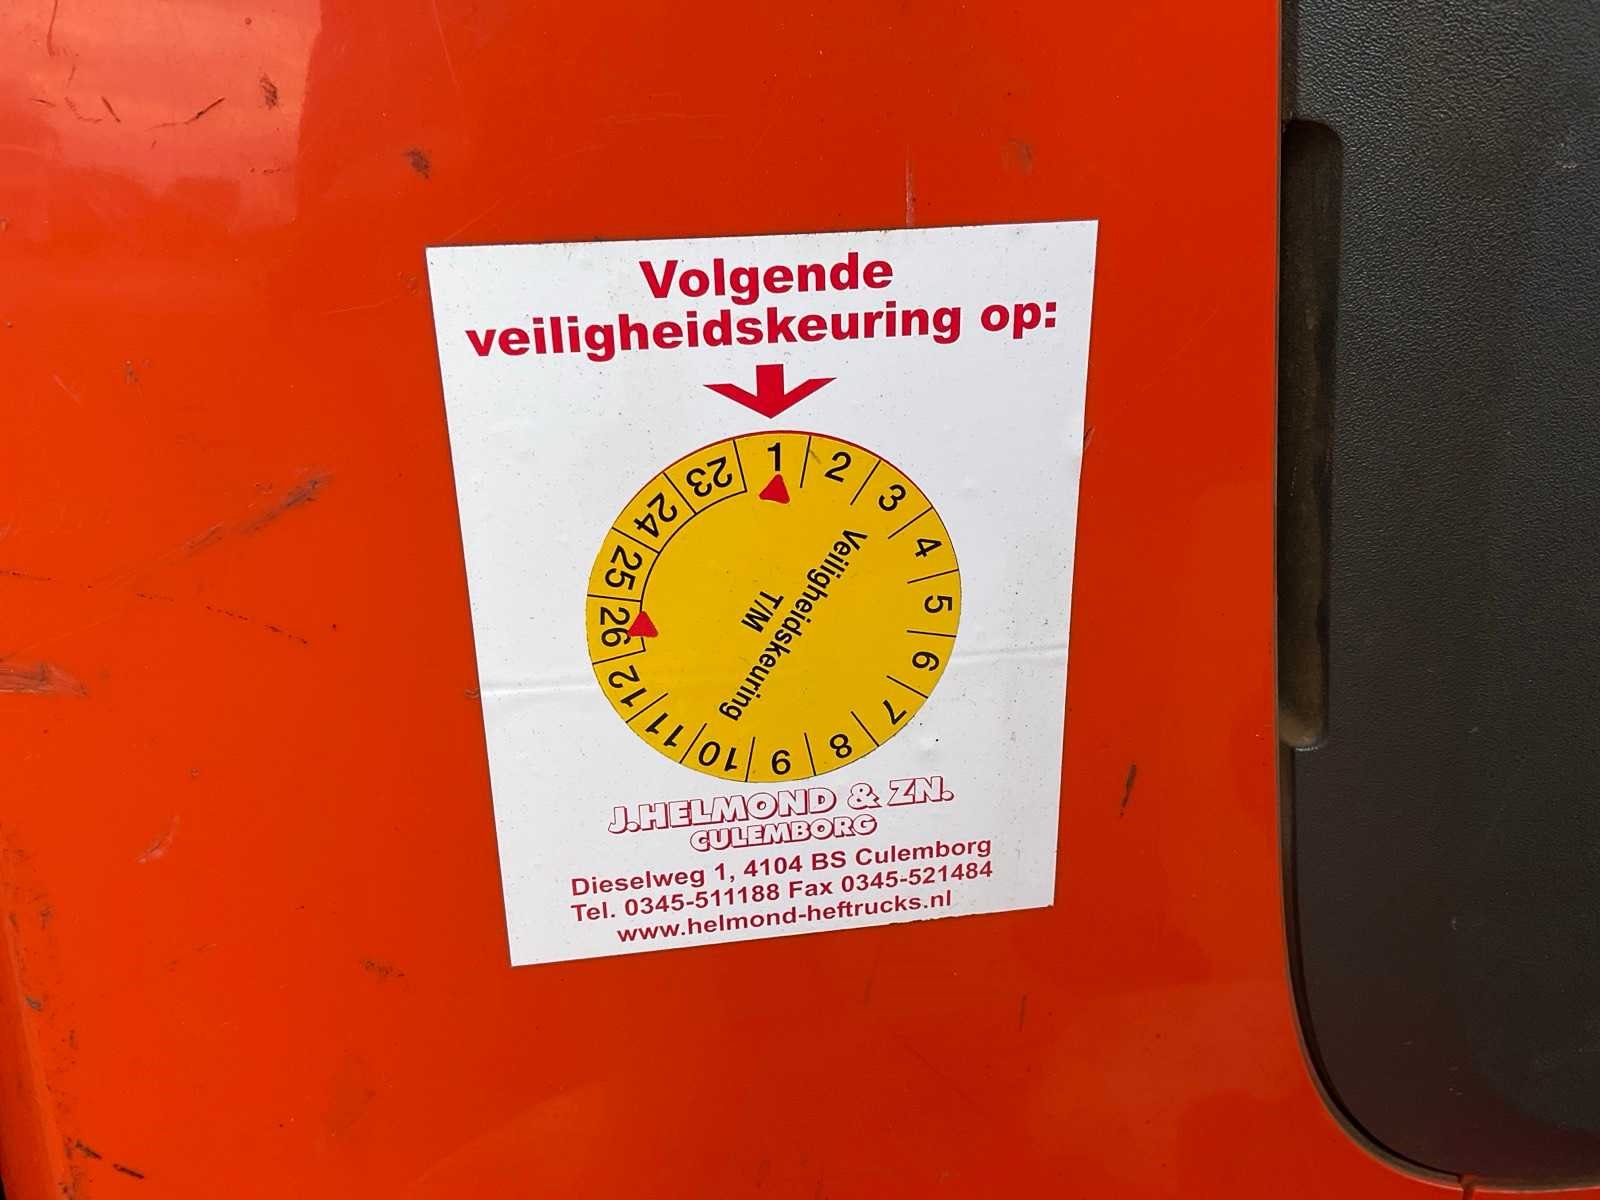 Volgende
veiligheidskeuring op:
1
2
3
4
5
6
7
8
9
10
11
12
26
25
24
23
Veiligheidskeuring
T/M
J.HELMOND & ZN.
CULEMBORG
Dieselweg 1, 4104 BS Culemborg
Tel. 0345-511188 Fax 0345-521484
www.helmond-heftrucks.nl